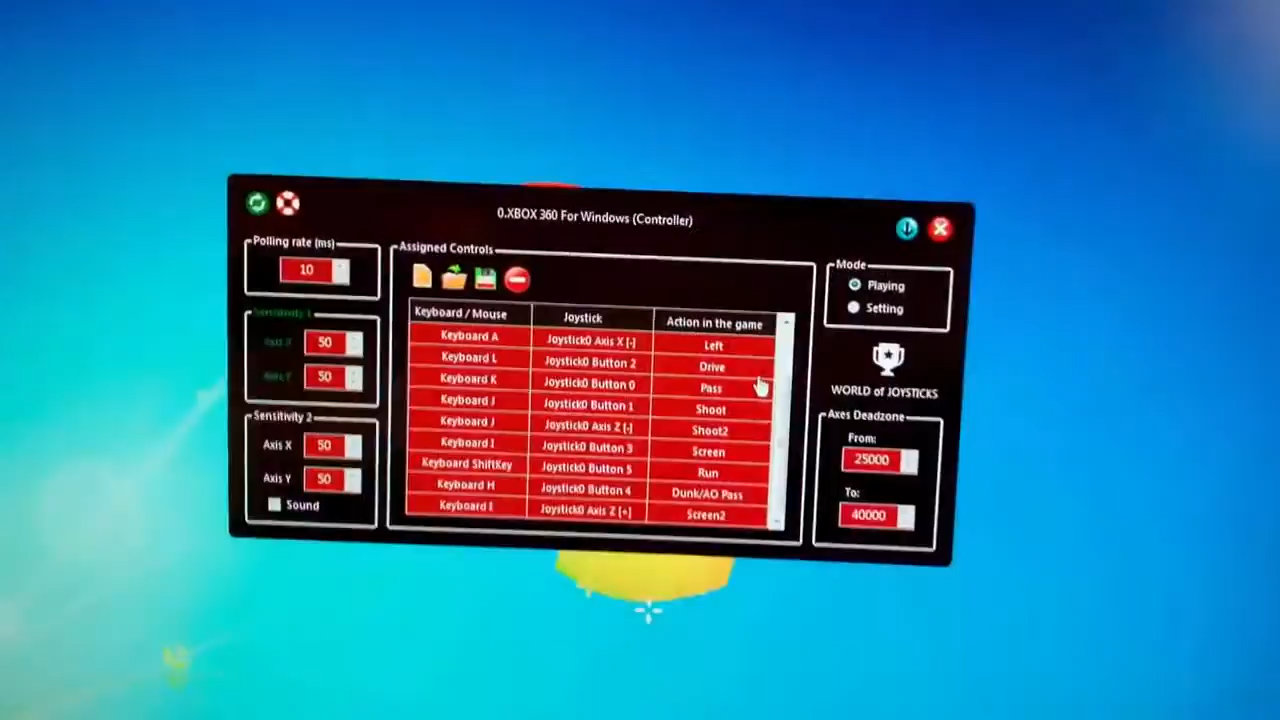 0.XBOX 360 For Windows (Controller)
Polling rate (ms)
10
Sensitivity 1
Axis X 50
Axis Y 50
Sensitivity 2
Axis X 50
Axis Y 50
Sound
Assigned Controls
Keyboard / Mouse Joystick Action in the game
Keyboard A Joystick0 Axis X [-] Left
Keyboard L Joystick0 Button 2 Drive
Keyboard K Joystick0 Button 0 Pass
Keyboard J Joystick0 Button 1 Shoot
Keyboard J Joystick0 Axis Z [-] Shoot2
Keyboard I Joystick0 Button 3 Screen
Keyboard ShiftKey Joystick0 Button 5 Run
Keyboard H Joystick0 Button 4 Dunk/AO Pass
Keyboard I Joystick0 Axis Z [+] Screen2
Mode
Playing
Setting
WORLD of JOYSTICKS
Axes Deadzone
From:
25000
To:
40000